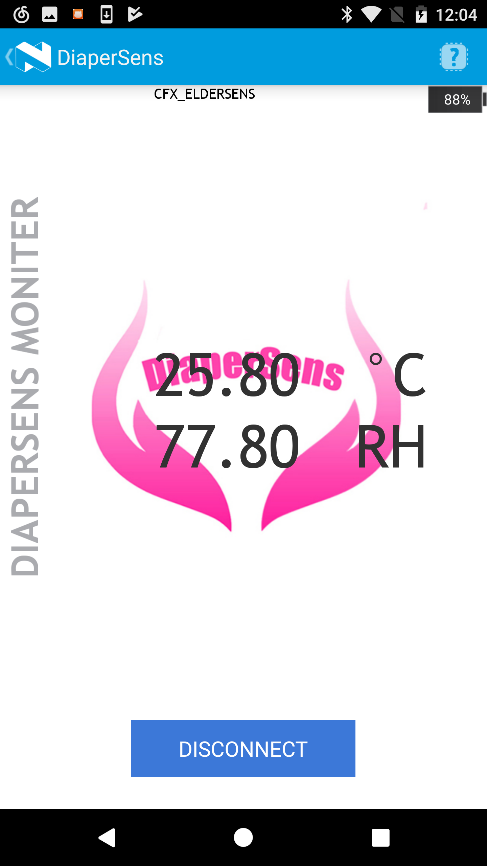 12:04
DiaperSens
?
CFX_ELDERSENS
88%
DIAPERSENS MONITER
DiaperSens
25.80 °C
77.80 RH
DISCONNECT